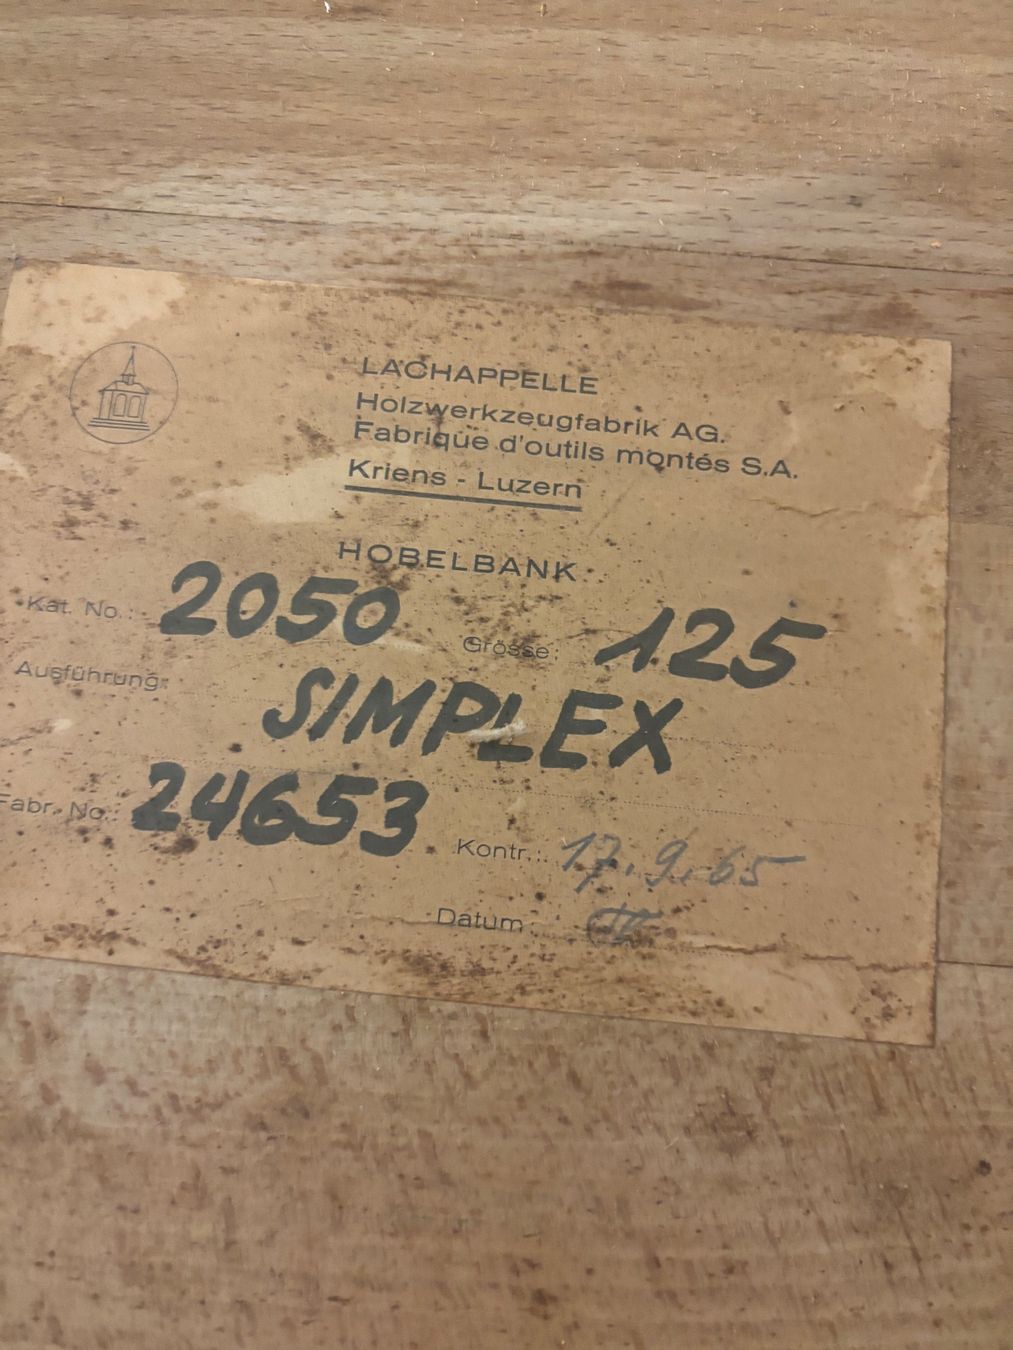 LACHAPPELLE
Holzwerkzeugfabrik AG.
Fabrique d'outils montés S.A.
Kriens - Luzern
HOBELBANK
Kat. No.: 2050 Grösse: 125
Ausführung: SIMPLEX
Fabr. No.: 24653 Kontr.: 17.9.65
Datum: